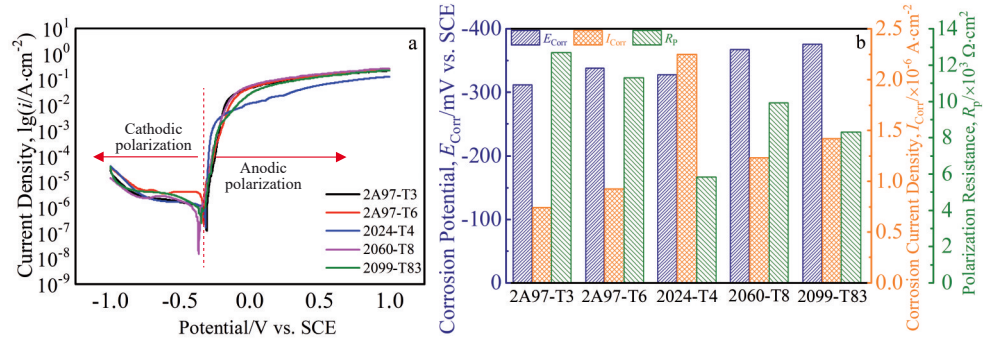 a
Current Density, lg(i/A·cm⁻²)
10¹
10⁰
10⁻¹
10⁻²
10⁻³
10⁻⁴
10⁻⁵
10⁻⁶
10⁻⁷
10⁻⁸
10⁻⁹
Cathodic
polarization
Anodic
polarization
2A97-T3
2A97-T6
2024-T4
2060-T8
2099-T83
-1.0 -0.5 0.0 0.5 1.0
Potential/V vs. SCE
b
E_Corr I_Corr R_P
Corrosion Potential, E_Corr/mV vs. SCE
-400
-300
-200
-100
0
2A97-T3 2A97-T6 2024-T4 2060-T8 2099-T83
2.5
2.0
1.5
1.0
0.5
0.0
Corrosion Current Density, I_Corr/×10⁻⁶ A·cm⁻²
14
12
10
8
6
4
2
0
Polarization Resistance, R_p/×10³ Ω·cm²